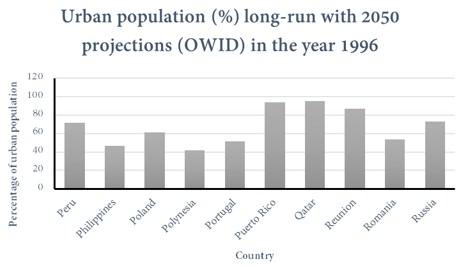 Urban population (%) long-run with 2050
projections (OWID) in the year 1996
Percentage of urban population
120
100
80
60
40
20
0
Peru
Philippines
Poland
Polynesia
Portugal
Puerto Rico
Qatar
Reunion
Romania
Russia
Country